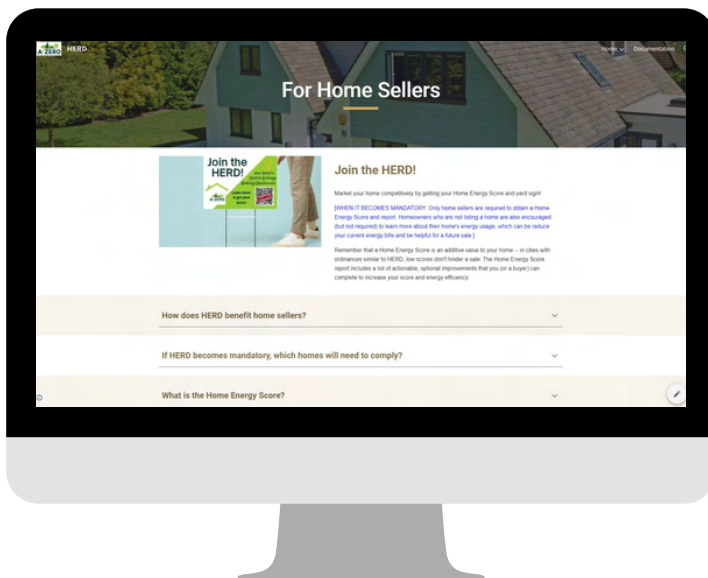 A²ZERO HERD Home Documentation
For Home Sellers
Join the
HERD!
Learn more
& get your
score
A²ZERO
Join the HERD!
Market your home competitively by getting your Home Energy Score and yard sign!
[WHEN IT BECOMES MANDATORY: Only home sellers are required to obtain a Home
Energy Score and report. Homeowners who are not listing a home are also encouraged
(but not required) to learn more about their home's energy usage, which can be reduce
your current energy bills and be helpful for a future sale.]
Remember that a Home Energy Score is an additive value to your home -- in cities with
ordinances similar to HERD, low scores don't hinder a sale. The Home Energy Score
report includes a list of actionable, optional improvements that you (or a buyer) can
complete to increase your score and energy efficiency.
How does HERD benefit home sellers?
If HERD becomes mandatory, which homes will need to comply?
What is the Home Energy Score?